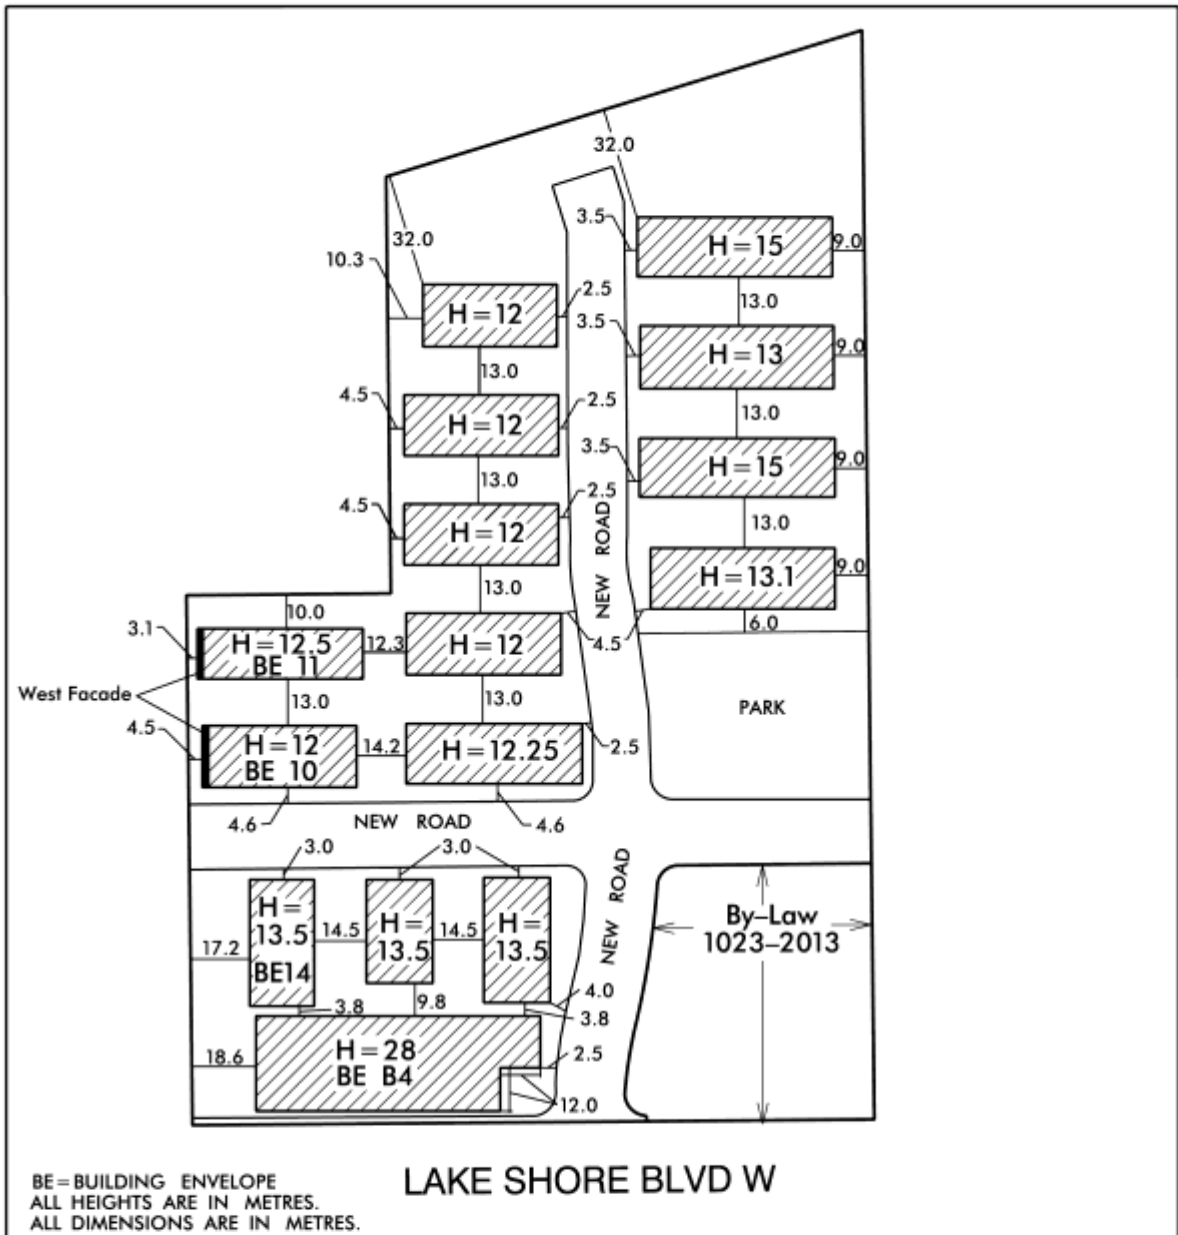 32.0
3.5
H=15
9.0
32.0
10.3
13.0
2.5
H=12
3.5
H=13
9.0
13.0
4.5
2.5
13.0
H=12
3.5
H=15
9.0
13.0
2.5
4.5
13.0
H=12
NEW ROAD
H=13.1
9.0
13.0
10.0
6.0
3.1
H=12.5
BE 11
12.3
H=12
4.5
West Facade
13.0
13.0
PARK
4.5
H=12
BE 10
14.2
H=12.25
2.5
4.6
NEW ROAD
4.6
3.0
3.0
NEW ROAD
H=
13.5
BE14
14.5
H=
13.5
14.5
H=
13.5
By-Law
1023-2013
17.2
4.0
3.8
9.8
3.8
18.6
H=28
BE B4
2.5
12.0
LAKE SHORE BLVD W
BE=BUILDING ENVELOPE
ALL HEIGHTS ARE IN METRES.
ALL DIMENSIONS ARE IN METRES.